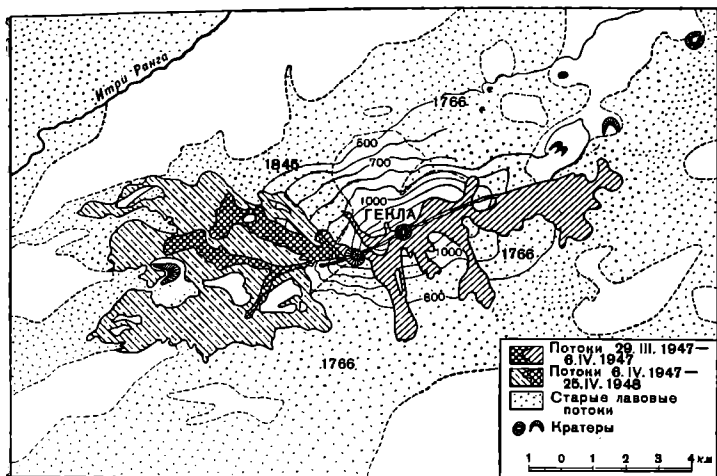 Итри Ранга
1766
600
1845
700
1000
ГЕКЛА
1000
1766
800
1766
Потоки 29. III. 1947—
6. IV. 1947
Потоки 6. IV. 1947—
25. IV. 1948
Старые лавовые
потоки
Кратеры
1 0 1 2 3 4 км